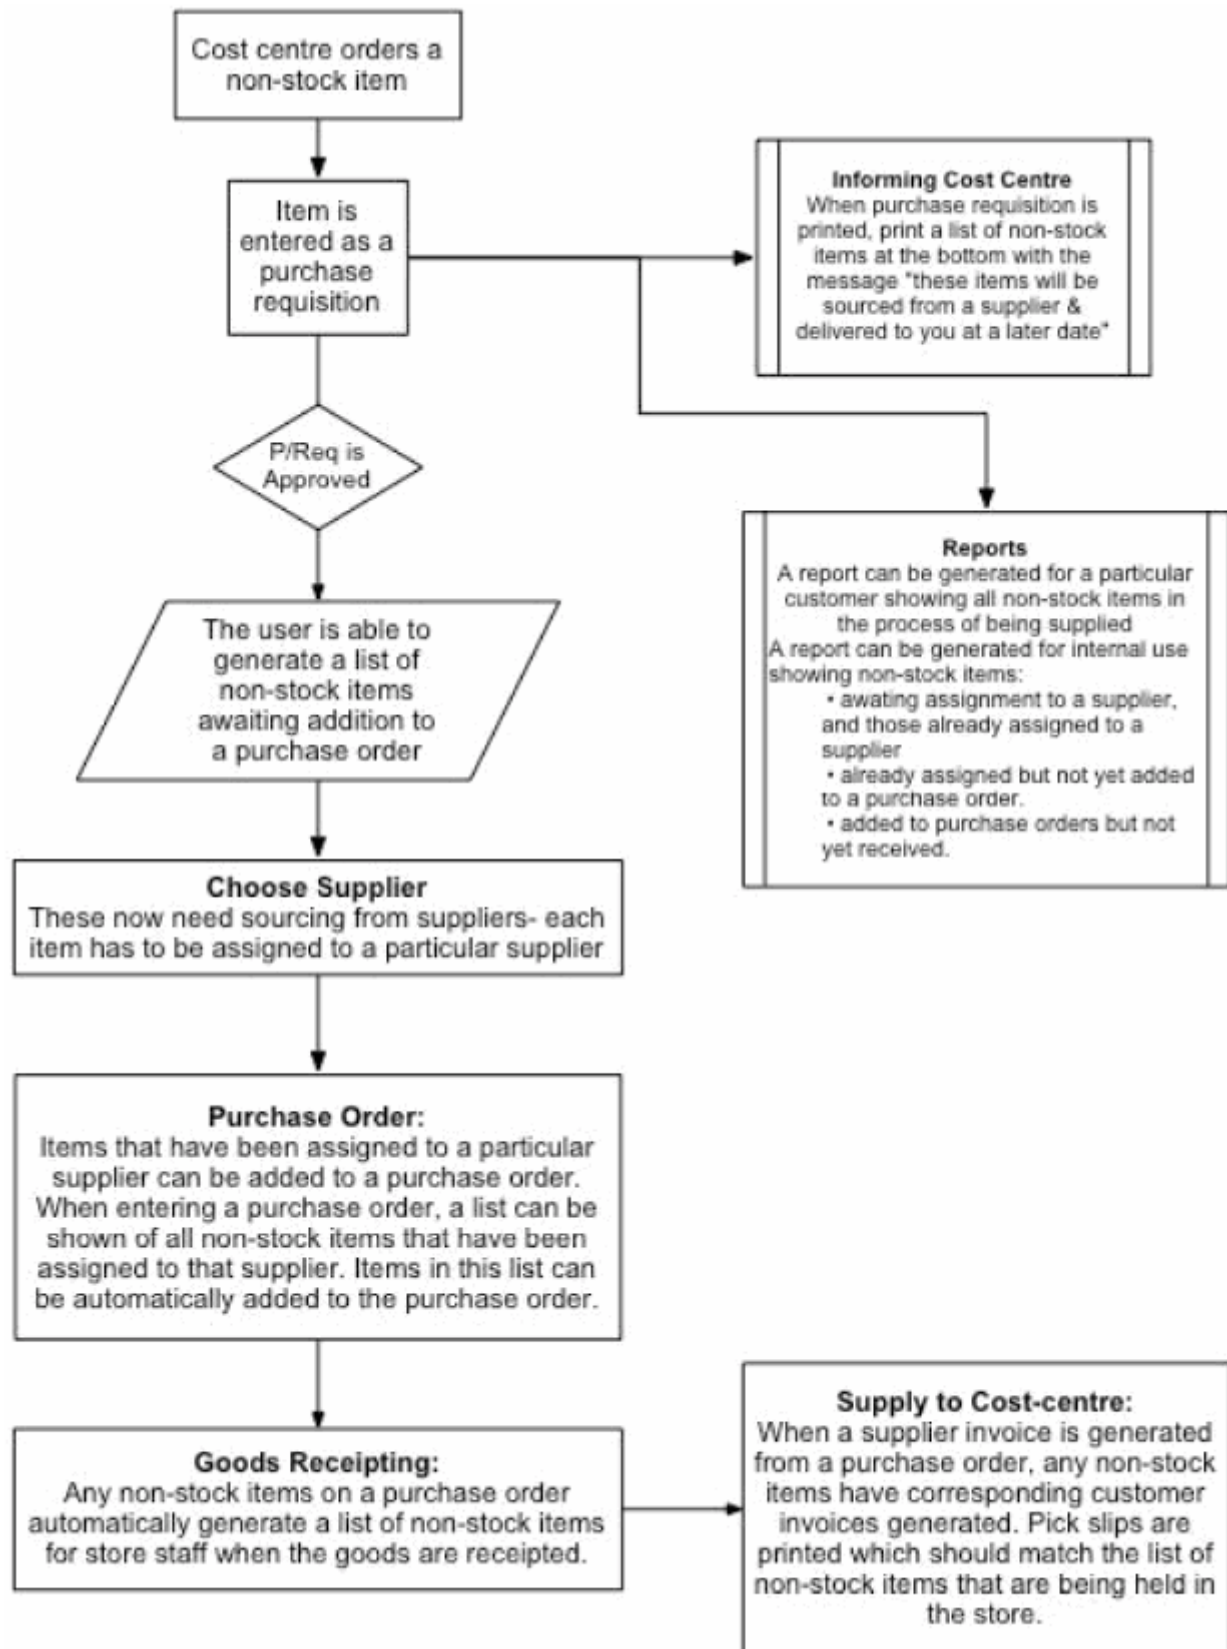 Cost centre orders a
non-stock item
Item is
entered as a
purchase
requisition
Informing Cost Centre
When purchase requisition is
printed, print a list of non-stock
items at the bottom with the
message "these items will be
sourced from a supplier &
delivered to you at a later date"
P/Req is
Approved
Reports
A report can be generated for a particular
customer showing all non-stock items in
the process of being supplied
A report can be generated for internal use
showing non-stock items:
• awating assignment to a supplier,
and those already assigned to a
supplier
• already assigned but not yet added
to a purchase order.
• added to purchase orders but not
yet received.
The user is able to
generate a list of
non-stock items
awaiting addition to
a purchase order
Choose Supplier
These now need sourcing from suppliers- each
item has to be assigned to a particular supplier
Purchase Order:
Items that have been assigned to a particular
supplier can be added to a purchase order.
When entering a purchase order, a list can be
shown of all non-stock items that have been
assigned to that supplier. Items in this list can
be automatically added to the purchase order.
Goods Receipting:
Any non-stock items on a purchase order
automatically generate a list of non-stock items
for store staff when the goods are receipted.
Supply to Cost-centre:
When a supplier invoice is generated
from a purchase order, any non-stock
items have corresponding customer
invoices generated. Pick slips are
printed which should match the list of
non-stock items that are being held in
the store.